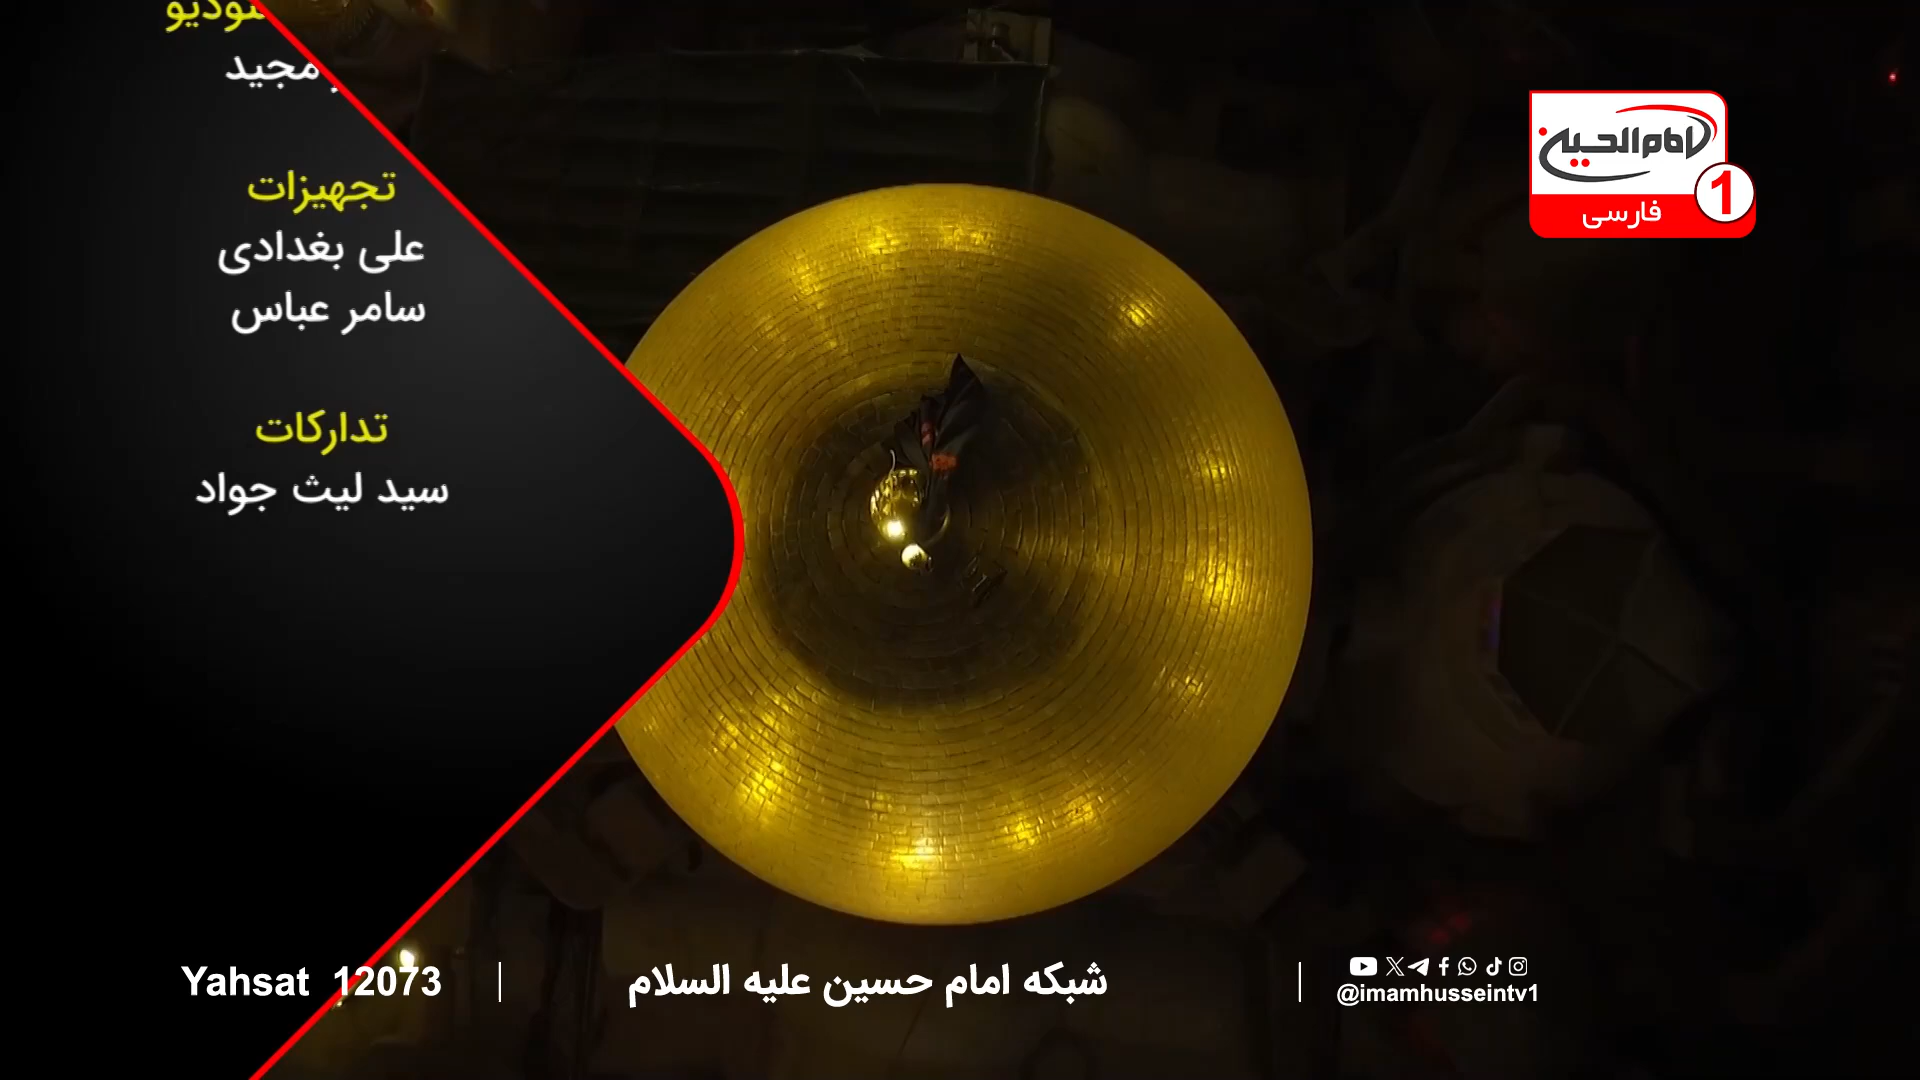 مجید
تجهیزات
علی بغدادی
سامر عباس
تدارکات
سید لیث جواد
امام الحسین
1
فارسی
Yahsat 12073
شبکه امام حسین علیه السلام
@imamhusseintv1